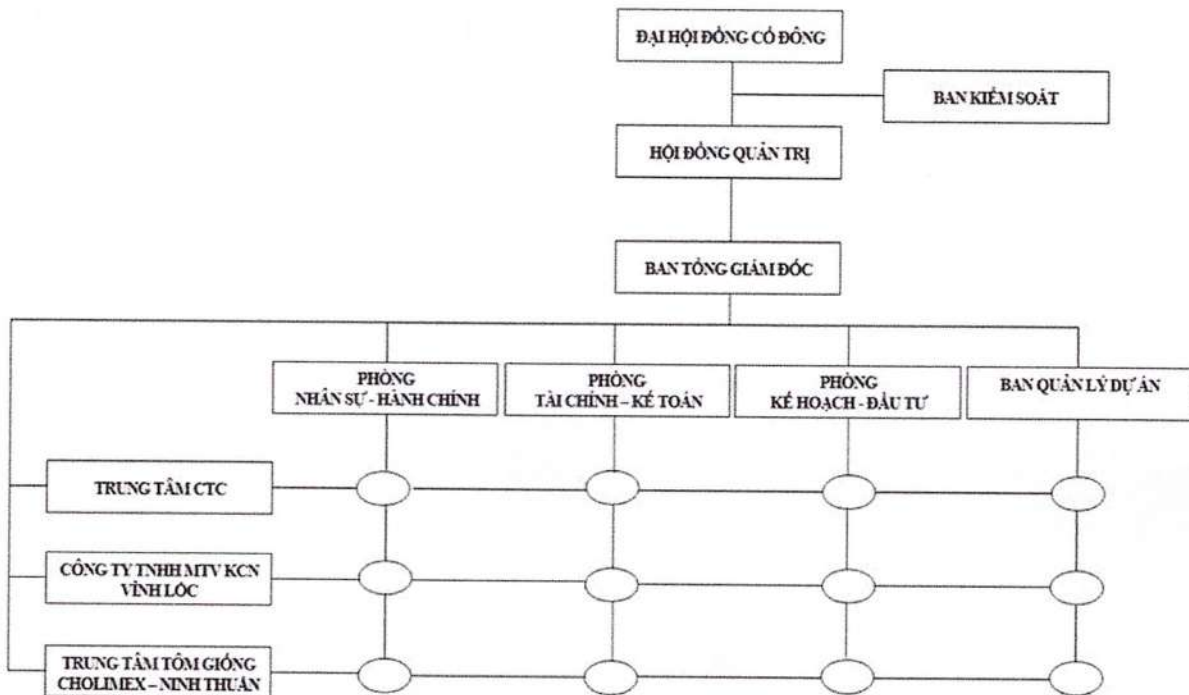 ĐẠI HỘI ĐỒNG CỔ ĐÔNG
BAN KIỂM SOÁT
HỘI ĐỒNG QUẢN TRỊ
BAN TỔNG GIÁM ĐỐC
PHÒNG
NHÂN SỰ - HÀNH CHÍNH
PHÒNG
TÀI CHÍNH – KẾ TOÁN
PHÒNG
KẾ HOẠCH - ĐẦU TƯ
BAN QUẢN LÝ DỰ ÁN
TRUNG TÂM CTC
CÔNG TY TNHH MTV KCN
VĨNH LỘC
TRUNG TÂM TÔM GIỐNG
CHOLIMEX – NINH THUẬN